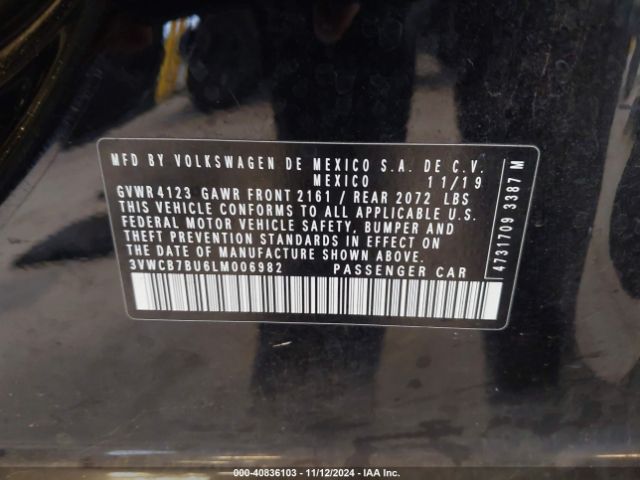 MFD BY VOLKSWAGEN DE MEXICO S.A. DE C.V.
MEXICO 11/19
GVWR 4123 GAWR FRONT 2161 / REAR 2072 LBS
THIS VEHICLE CONFORMS TO ALL APPLICABLE U.S.
FEDERAL MOTOR VEHICLE SAFETY, BUMPER AND
THEFT PREVENTION STANDARDS IN EFFECT ON
THE DATE OF MANUFACTURE SHOWN ABOVE.
3VWCB7BU6LM006982 PASSENGER CAR
4731709 3387 M
000-40836103 - 11/12/2024 - IAA Inc.